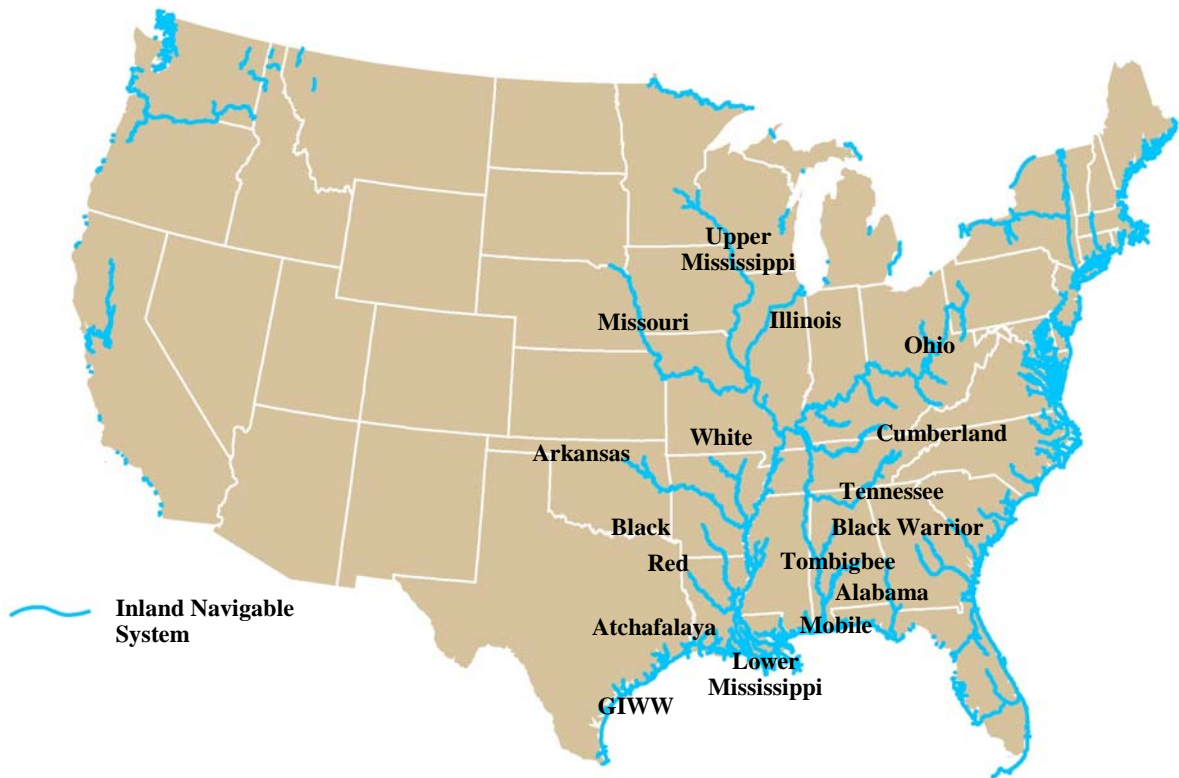 Upper
Mississippi
Missouri
Illinois
Ohio
White
Cumberland
Arkansas
Tennessee
Black
Black Warrior
Red
Tombigbee
Alabama
Inland Navigable
System
Atchafalaya
Mobile
Lower
Mississippi
GIWW